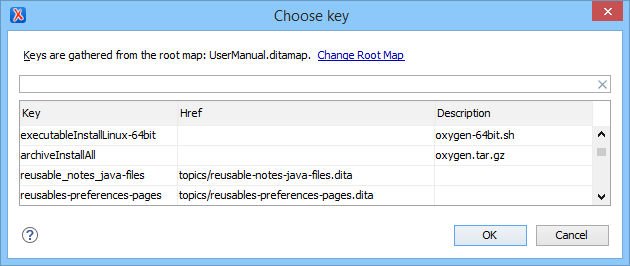 Choose key
Keys are gathered from the root map: UserManual.ditamap. Change Root Map
Key Href Description
executableInstallLinux-64bit oxygen-64bit.sh
archiveInstallAll oxygen.tar.gz
reusable_notes_java-files topics/reusable-notes-java-files.dita
reusables-preferences-pages topics/reusables-preferences-pages.dita
? OK Cancel